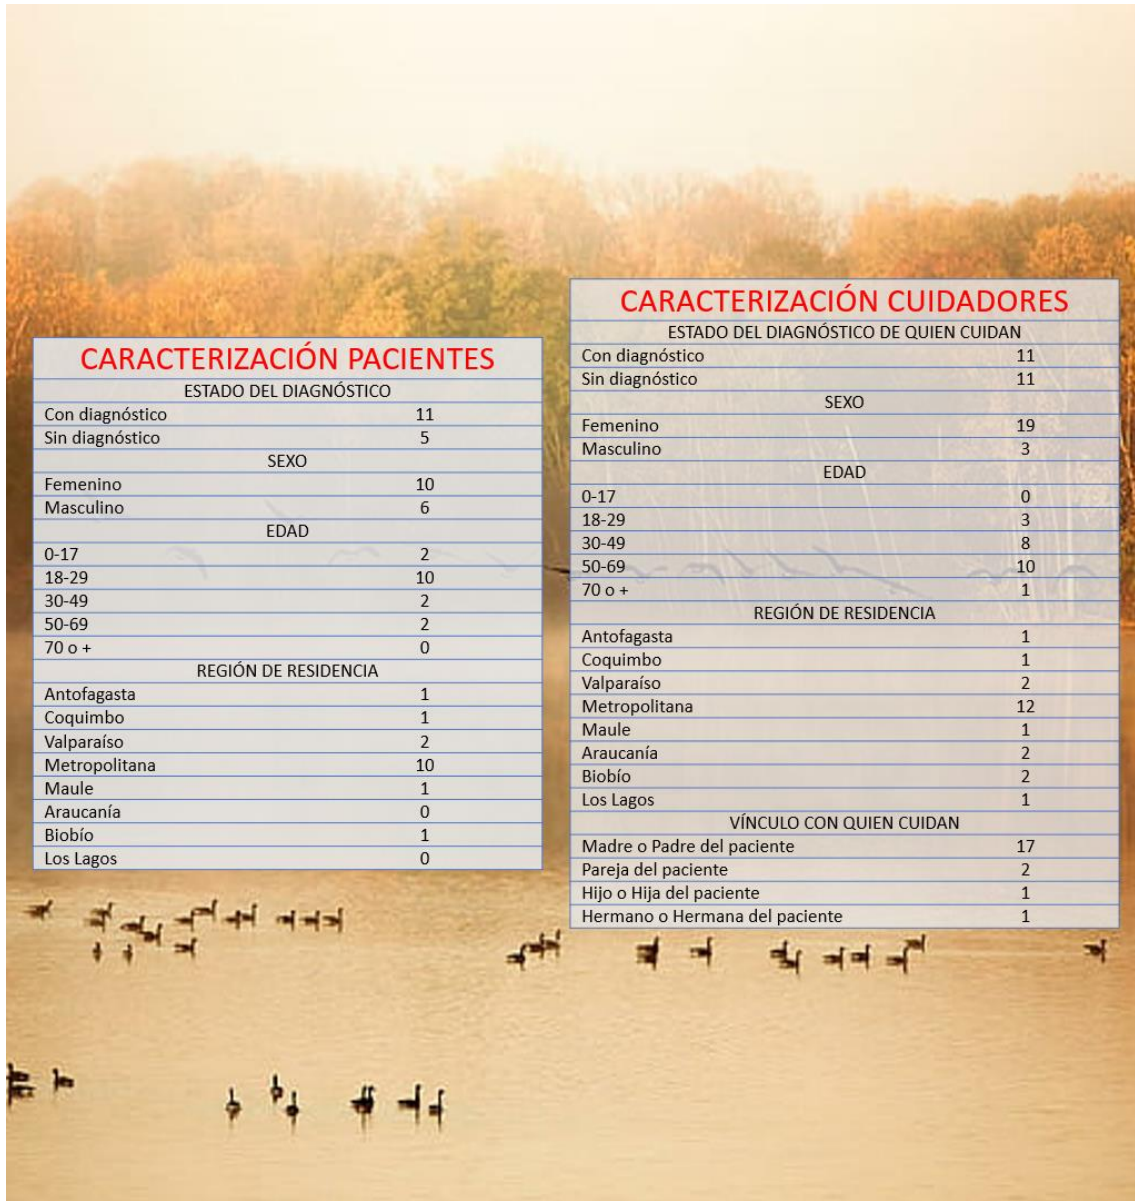 CARACTERIZACIÓN PACIENTES
ESTADO DEL DIAGNÓSTICO
Con diagnóstico 11
Sin diagnóstico 5
SEXO
Femenino 10
Masculino 6
EDAD
0-17 2
18-29 10
30-49 2
50-69 2
70 o + 0
REGIÓN DE RESIDENCIA
Antofagasta 1
Coquimbo 1
Valparaíso 2
Metropolitana 10
Maule 1
Araucanía 0
Biobío 1
Los Lagos 0
CARACTERIZACIÓN CUIDADORES
ESTADO DEL DIAGNÓSTICO DE QUIEN CUIDAN
Con diagnóstico 11
Sin diagnóstico 11
SEXO
Femenino 19
Masculino 3
EDAD
0-17 0
18-29 3
30-49 8
50-69 10
70 o + 1
REGIÓN DE RESIDENCIA
Antofagasta 1
Coquimbo 1
Valparaíso 2
Metropolitana 12
Maule 1
Araucanía 2
Biobío 2
Los Lagos 1
VÍNCULO CON QUIEN CUIDAN
Madre o Padre del paciente 17
Pareja del paciente 2
Hijo o Hija del paciente 1
Hermano o Hermana del paciente 1